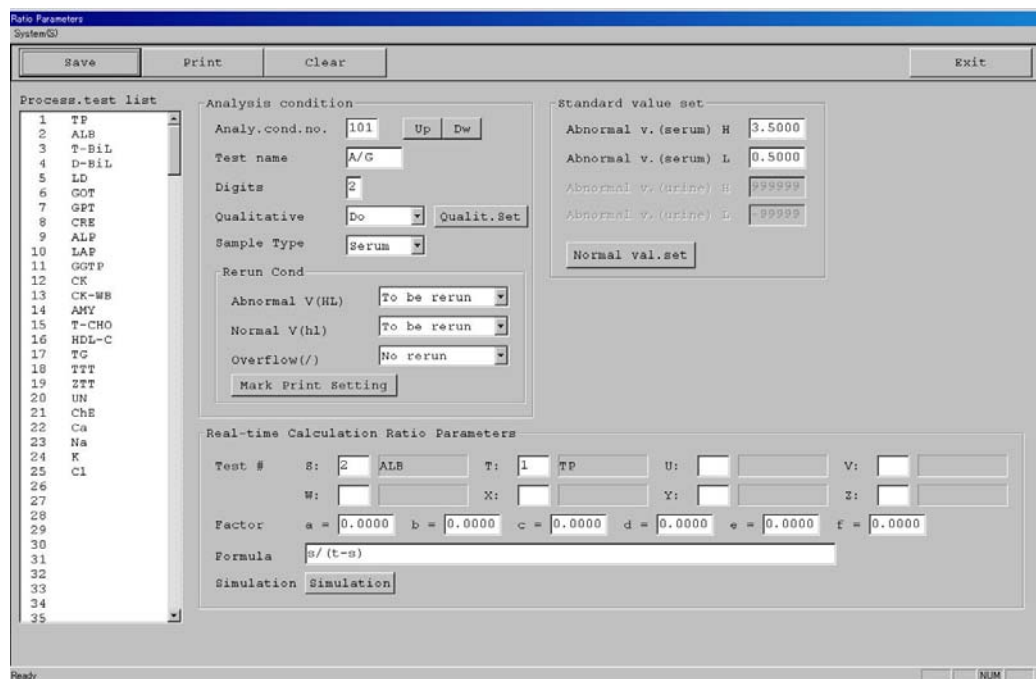 Ratio Parameters
System(S)
Save Print Clear Exit
Process.test list
1 TP
2 ALB
3 T-BiL
4 D-BiL
5 LD
6 GOT
7 GPT
8 CRE
9 ALP
10 LAP
11 GGTP
12 CK
13 CK-WB
14 AMY
15 T-CHO
16 HDL-C
17 TG
18 TTT
19 ZTT
20 UN
21 ChE
22 Ca
23 Na
24 K
25 Cl
26
27
28
29
30
31
32
33
34
35
Analysis condition
Analy.cond.no. 101 Up Dw
Test name A/G
Digits 2
Qualitative Do Qualit.Set
Sample Type Serum
Rerun Cond
Abnormal V(HL) To be rerun
Normal V(hl) To be rerun
Overflow(/) No rerun
Mark Print Setting
Standard value set
Abnormal v.(serum) H 3.5000
Abnormal v.(serum) L 0.5000
Abnormal v.(urine) H 999999
Abnormal v.(urine) L -99999
Normal val.set
Real-time Calculation Ratio Parameters
Test # S: 2 ALB T: 1 TP U: V:
W: X: Y: Z:
Factor a = 0.0000 b = 0.0000 c = 0.0000 d = 0.0000 e = 0.0000 f = 0.0000
Formula s/(t-s)
Simulation Simulation
Ready NUM